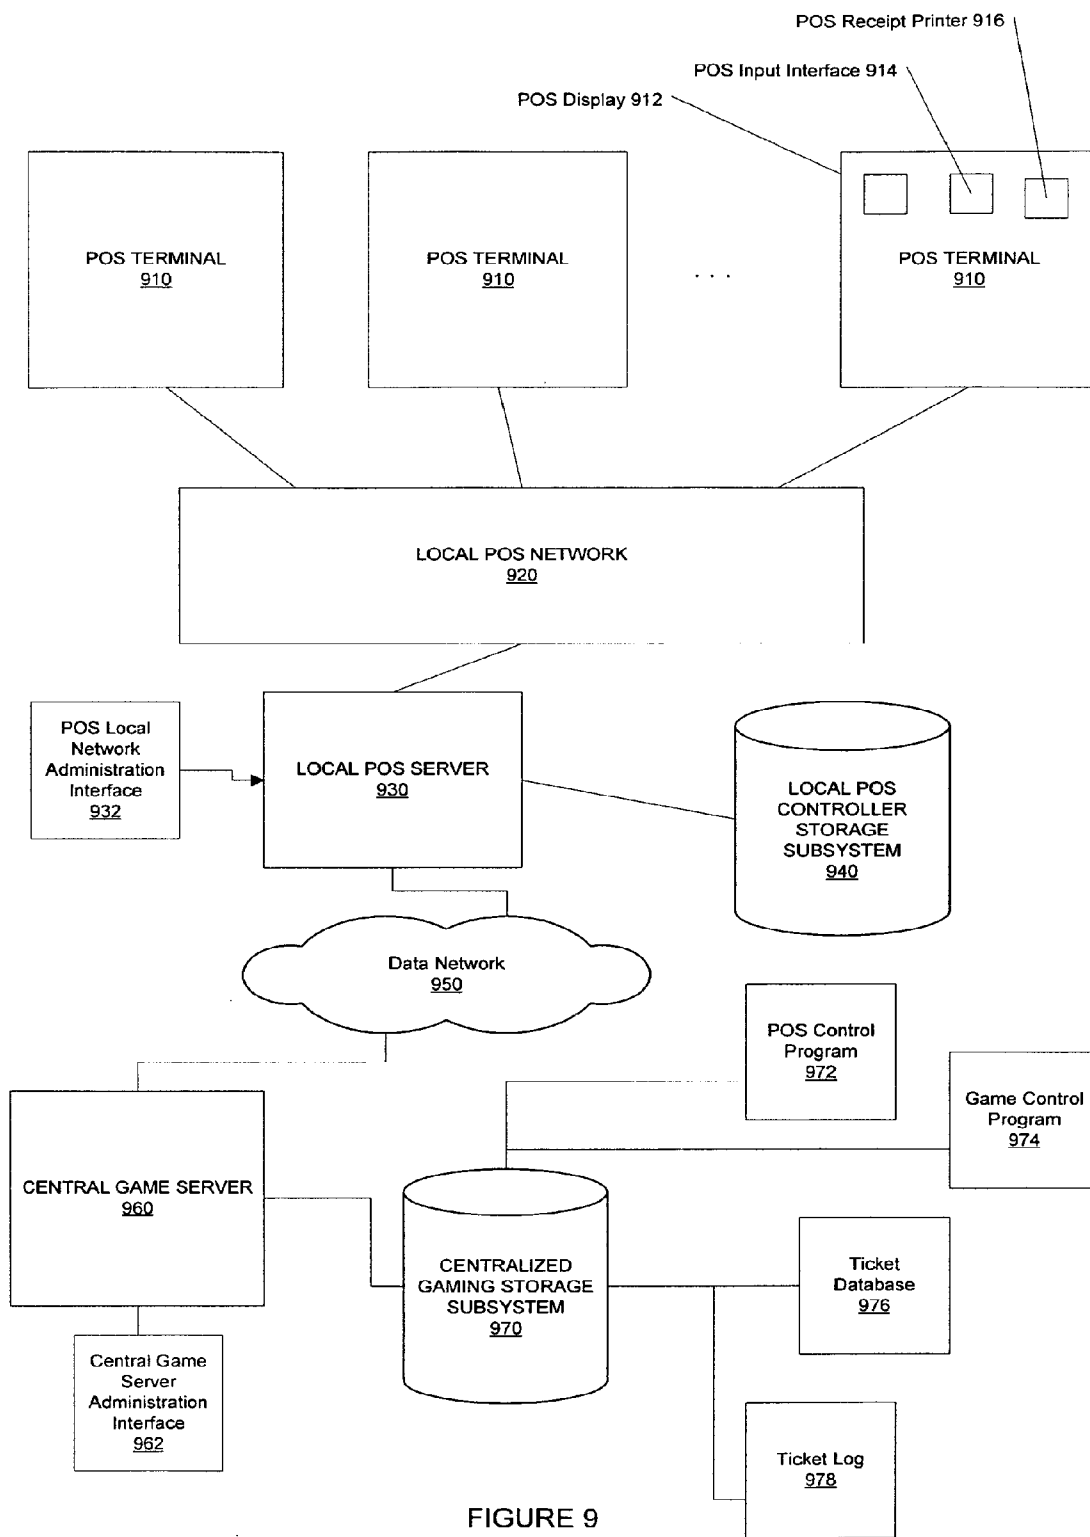 POS Receipt Printer 916
POS Input Interface 914
POS Display 912
POS TERMINAL
910
POS TERMINAL
910
. . .
POS TERMINAL
910
LOCAL POS NETWORK
920
POS Local
Network
Administration
Interface
932
LOCAL POS SERVER
930
LOCAL POS
CONTROLLER
STORAGE
SUBSYSTEM
940
Data Network
950
POS Control
Program
972
Game Control
Program
974
CENTRAL GAME SERVER
960
CENTRALIZED
GAMING STORAGE
SUBSYSTEM
970
Ticket
Database
976
Central Game
Server
Administration
Interface
962
Ticket Log
978
FIGURE 9